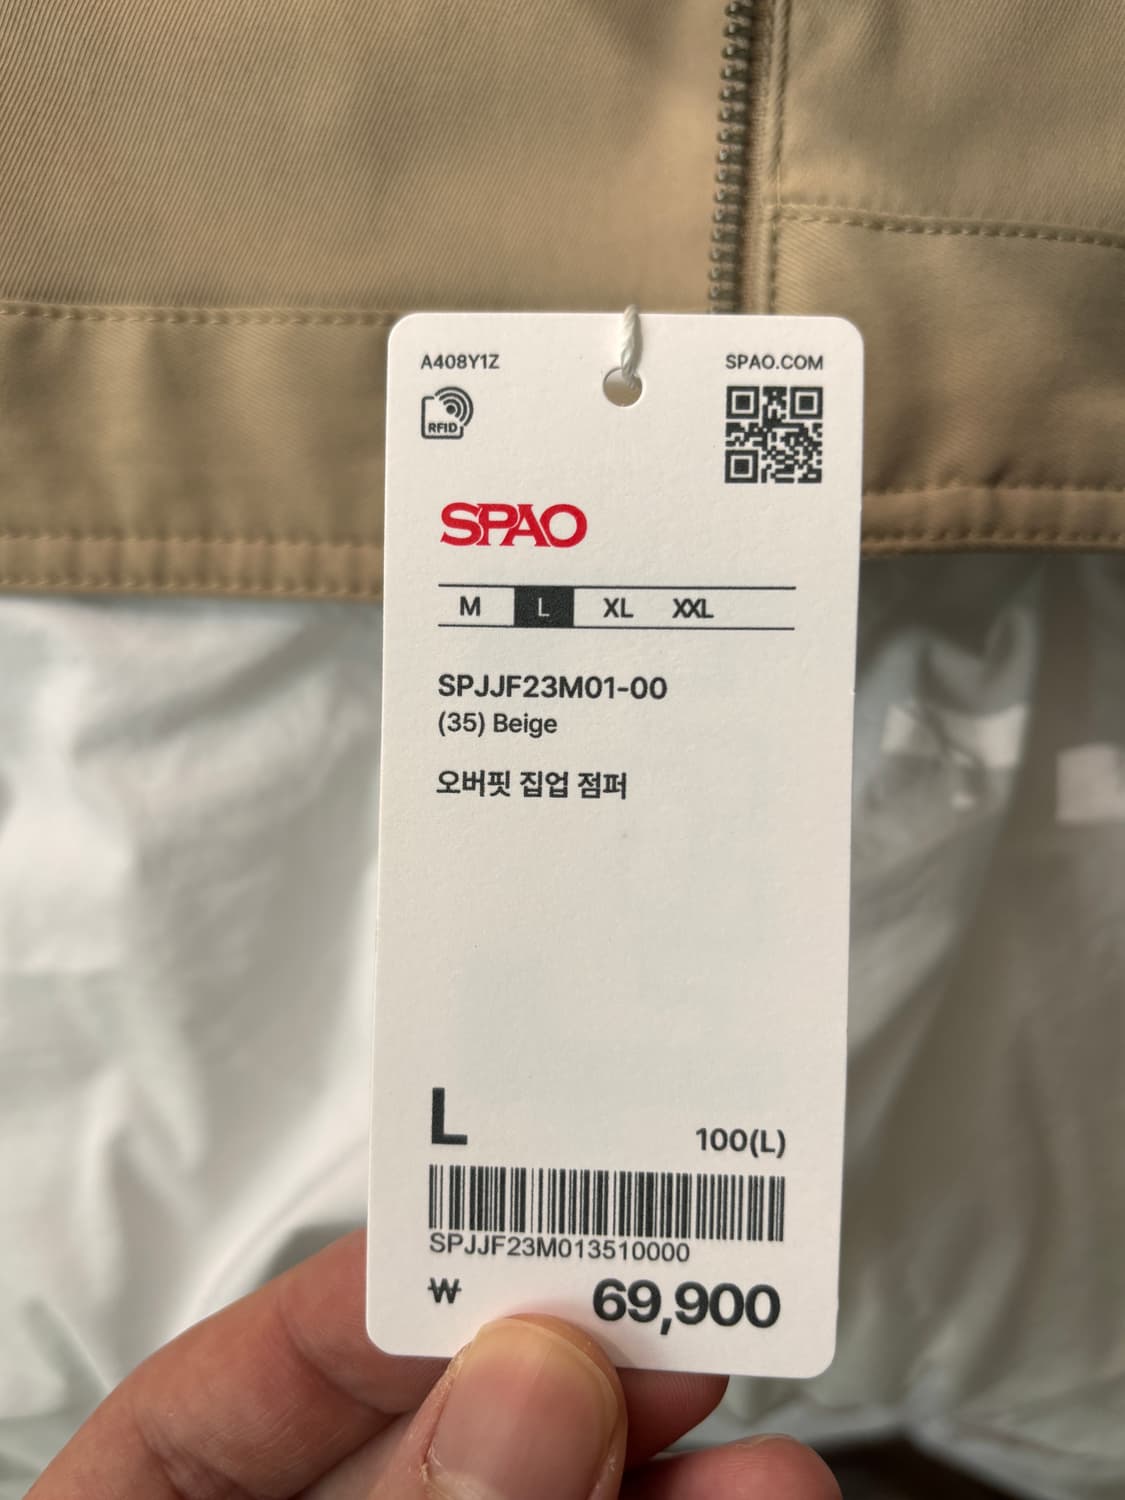 A408Y1Z
SPAO.COM
RFID
SPAO
M L XL XXL
SPJJF23M01-00
(35) Beige
오버핏 집업 점퍼
L
100(L)
SPJJF23M013510000
₩ 69,900